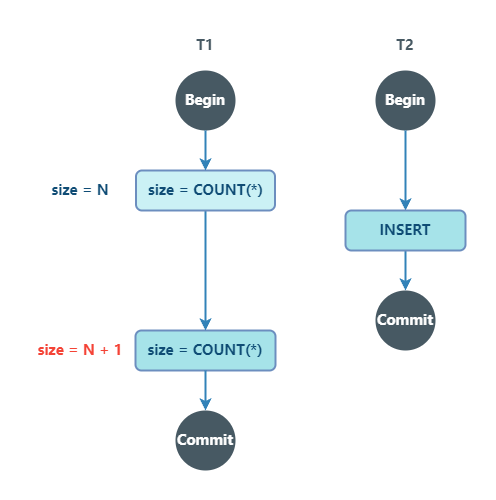 T1
T2
Begin
Begin
size = N
size = COUNT(*)
INSERT
Commit
size = N + 1
size = COUNT(*)
Commit